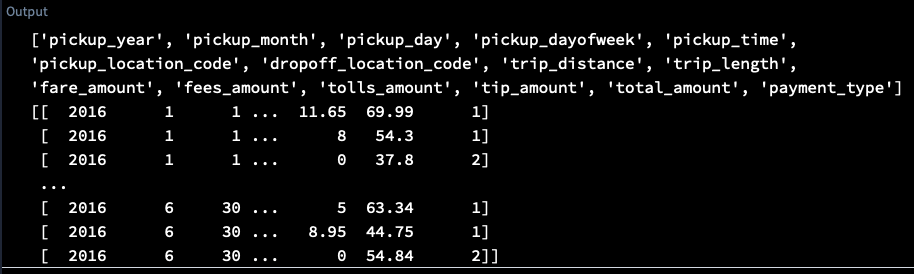 Output
['pickup_year', 'pickup_month', 'pickup_day', 'pickup_dayofweek', 'pickup_time',
'pickup_location_code', 'dropoff_location_code', 'trip_distance', 'trip_length',
'fare_amount', 'fees_amount', 'tolls_amount', 'tip_amount', 'total_amount', 'payment_type']
[[ 2016 1 1 ... 11.65 69.99 1]
[ 2016 1 1 ... 8 54.3 1]
[ 2016 1 1 ... 0 37.8 2]
...
[ 2016 6 30 ... 5 63.34 1]
[ 2016 6 30 ... 8.95 44.75 1]
[ 2016 6 30 ... 0 54.84 2]]